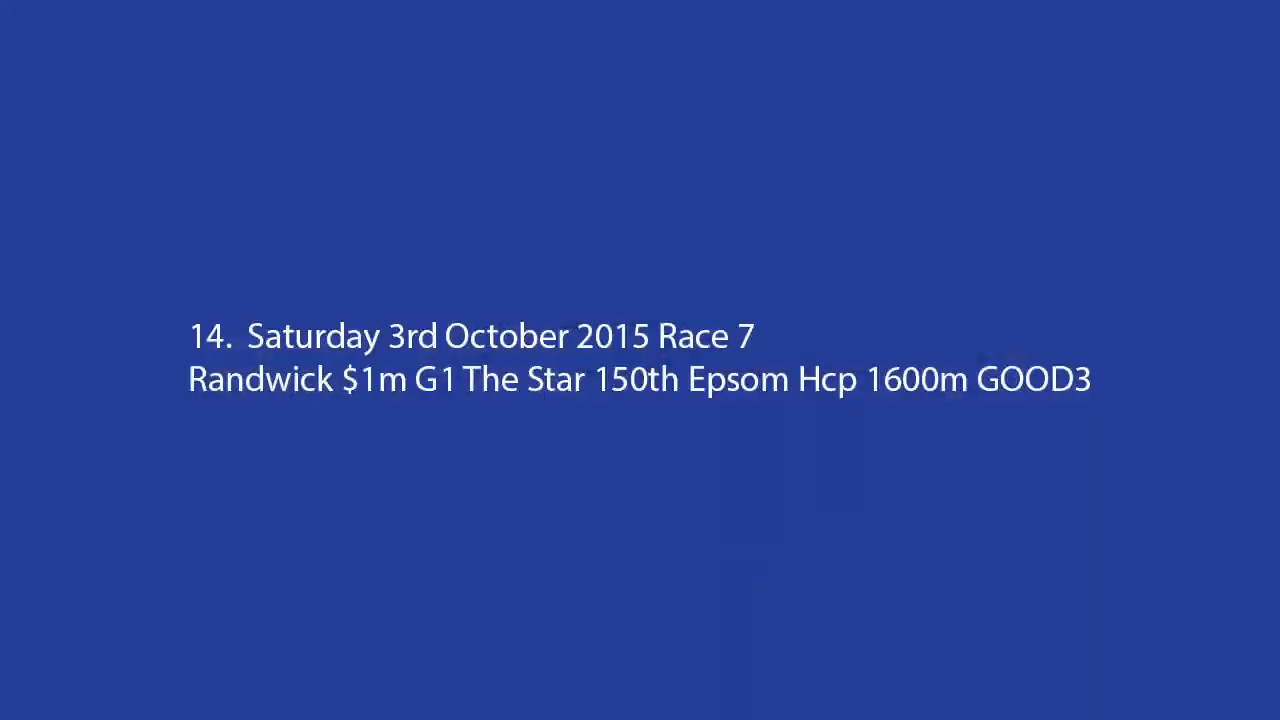 14.  Saturday 3rd October 2015 Race 7
Randwick $1m G1 The Star 150th Epsom Hcp 1600m GOOD3